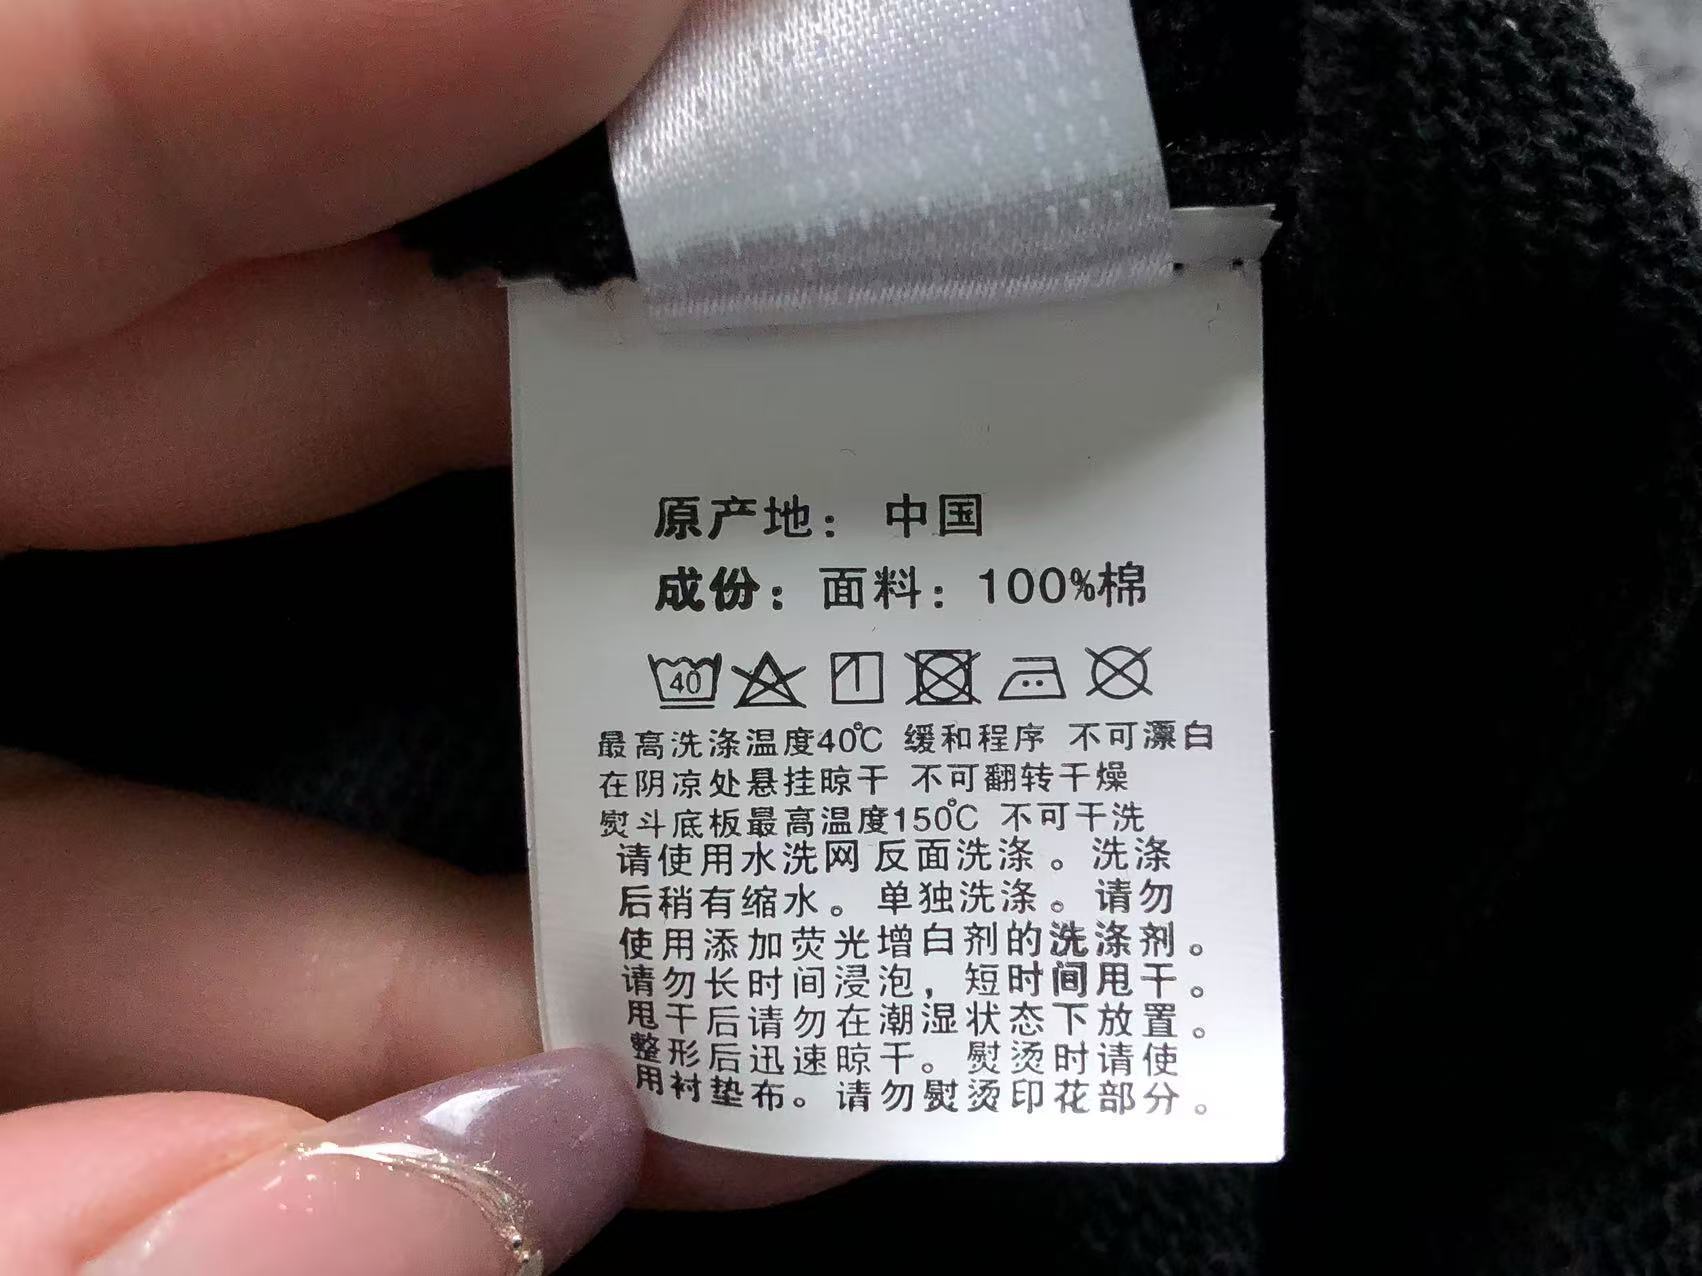 原产地：中国
成份：面料：100%棉
40
最高洗涤温度40℃ 缓和程序 不可漂白
在阴凉处悬挂晾干 不可翻转干燥
熨斗底板最高温度150℃ 不可干洗
请使用水洗网反面洗涤。洗涤
后稍有缩水。单独洗涤。请勿
使用添加荧光增白剂的洗涤剂。
请勿长时间浸泡，短时间甩干。
甩干后请勿在潮湿状态下放置。
整形后迅速晾干。熨烫时请使
用衬垫布。请勿熨烫印花部分。